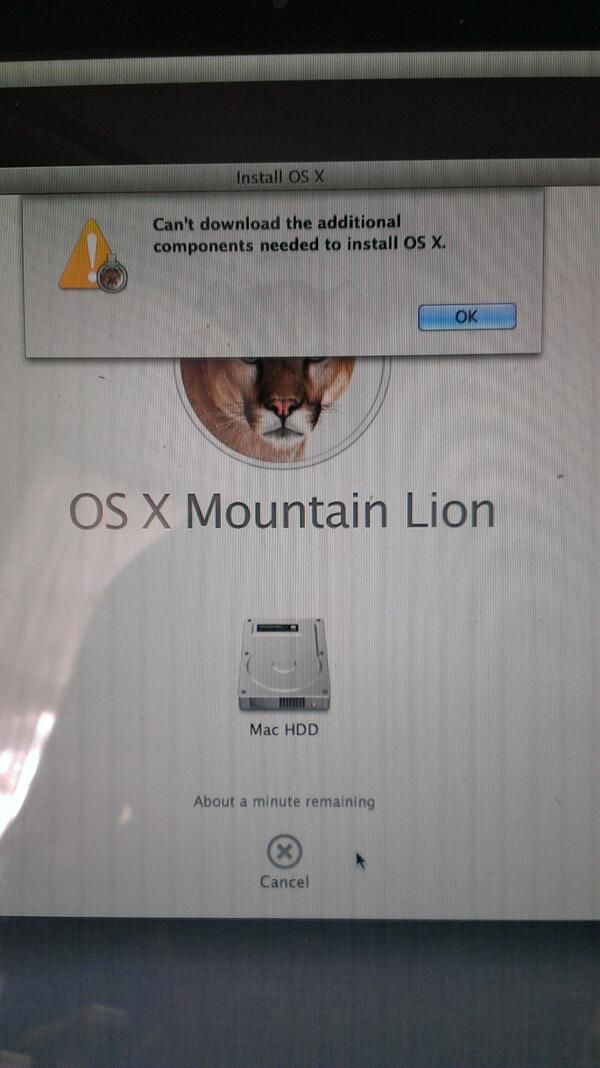 Install OS X
Can't download the additional
components needed to install OS X.
OK
OS X Mountain Lion
Mac HDD
About a minute remaining
Cancel